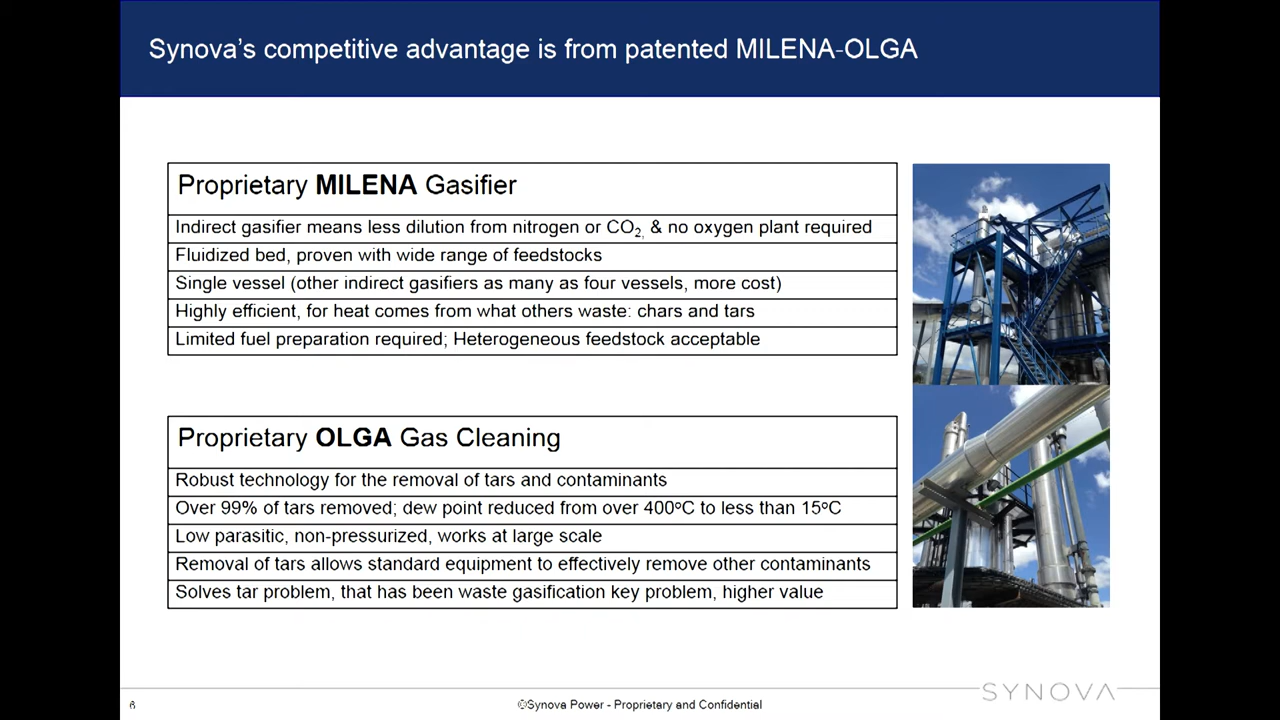 Synova's competitive advantage is from patented MILENA-OLGA
Proprietary MILENA Gasifier
Indirect gasifier means less dilution from nitrogen or CO2, & no oxygen plant required
Fluidized bed, proven with wide range of feedstocks
Single vessel (other indirect gasifiers as many as four vessels, more cost)
Highly efficient, for heat comes from what others waste: chars and tars
Limited fuel preparation required; Heterogeneous feedstock acceptable
Proprietary OLGA Gas Cleaning
Robust technology for the removal of tars and contaminants
Over 99% of tars removed; dew point reduced from over 400ºC to less than 15ºC
Low parasitic, non-pressurized, works at large scale
Removal of tars allows standard equipment to effectively remove other contaminants
Solves tar problem, that has been waste gasification key problem, higher value
SYNOVA
6
©Synova Power - Proprietary and Confidential